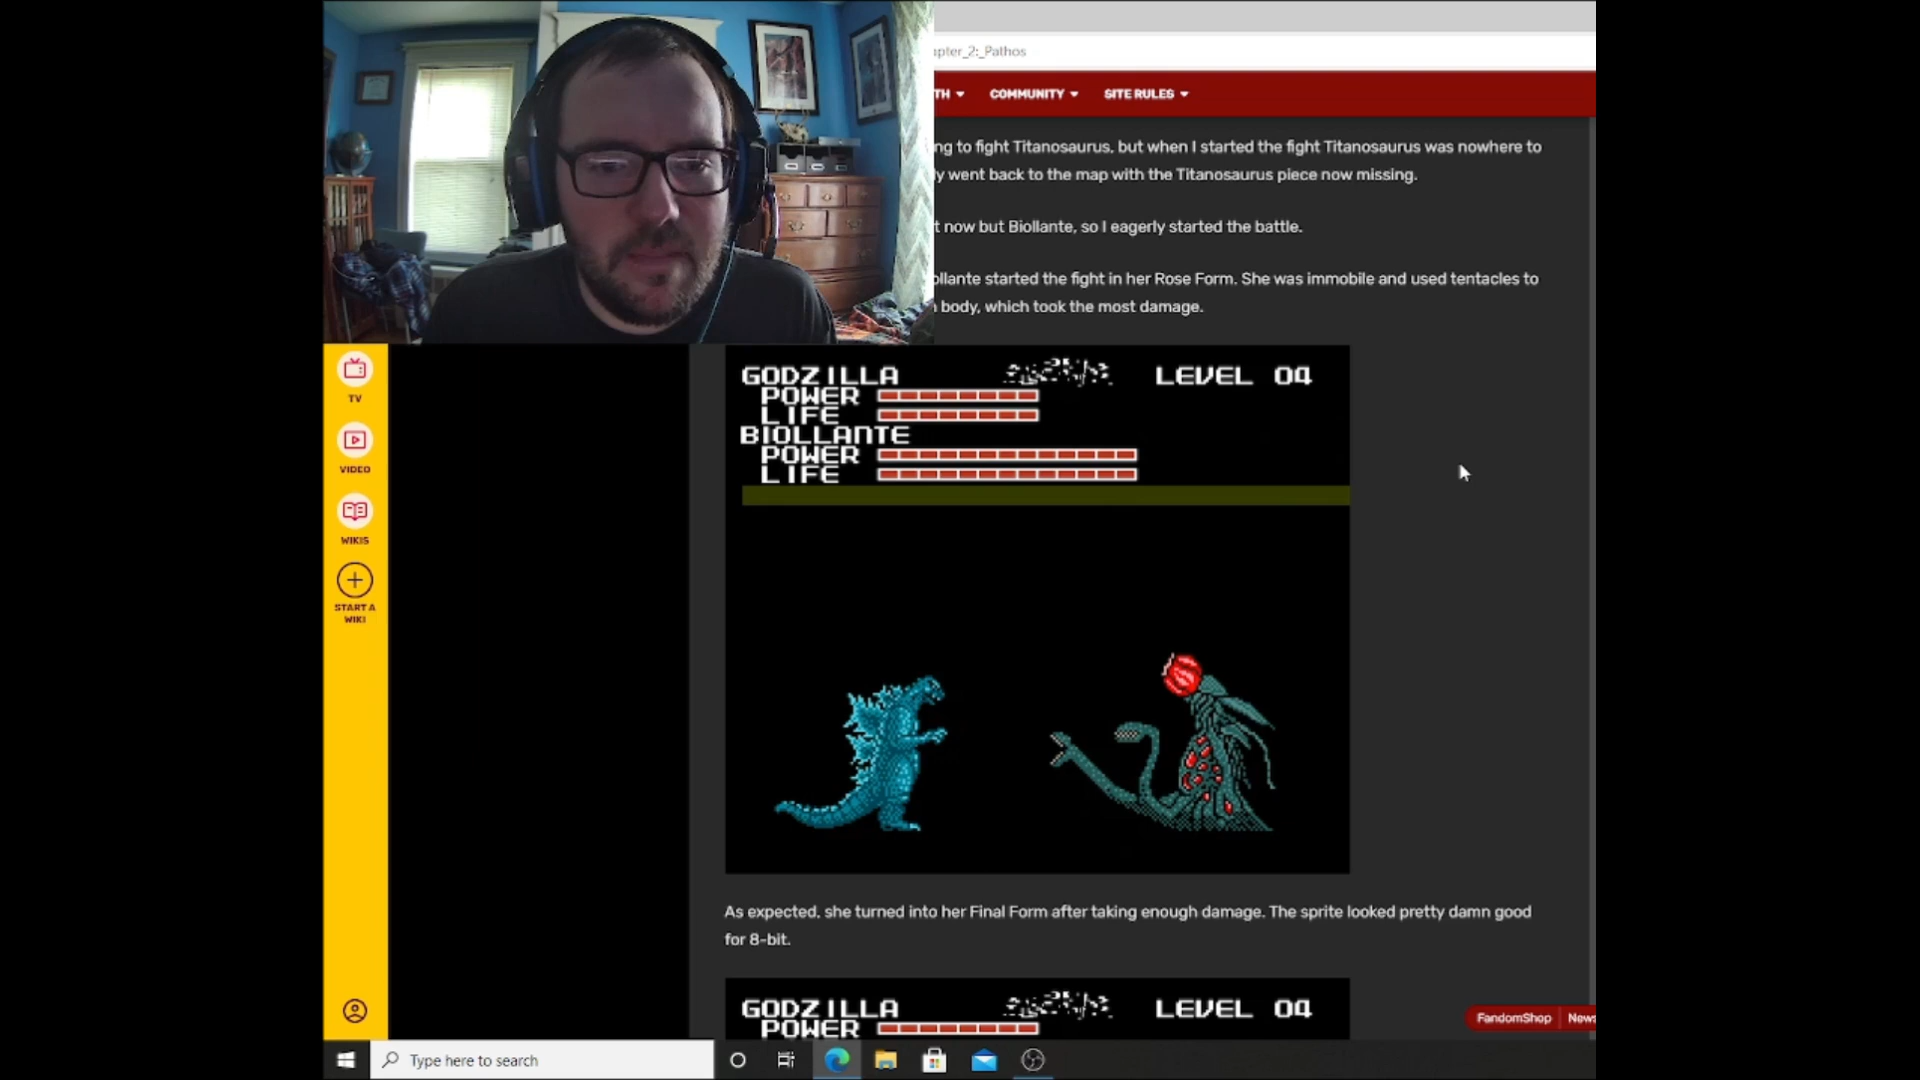 apter_2:_Pathos
TH
COMMUNITY
SITE RULES
ng to fight Titanosaurus, but when I started the fight Titanosaurus was nowhere to
ly went back to the map with the Titanosaurus piece now missing.
t now but Biollante, so I eagerly started the battle.
ollante started the fight in her Rose Form. She was immobile and used tentacles to
body, which took the most damage.
TV
VIDEO
WIKIS
START A
WIKI
GODZILLA
LEVEL 04
POWER
LIFE
BIOLLANTE
POWER
LIFE
As expected, she turned into her Final Form after taking enough damage. The sprite looked pretty damn good
for 8-bit.
GODZILLA
LEVEL 04
POWER
FandomShop
News
Type here to search